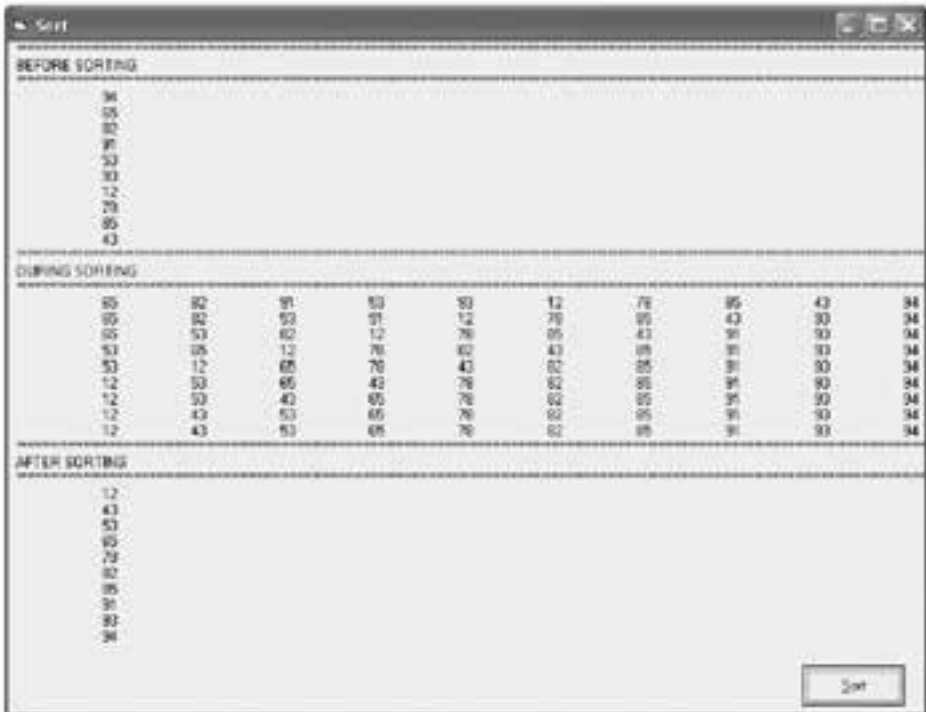 Sort
BEFORE SORTING
94
65
82
91
53
93
12
78
85
43
DURING SORTING
65 82 91 53 93 12 78 85 43 94
65 82 53 91 12 78 85 43 93 94
65 53 82 12 78 85 43 91 93 94
53 65 12 78 82 43 85 91 93 94
53 12 65 78 43 82 85 91 93 94
12 53 65 43 78 82 85 91 93 94
12 53 43 65 78 82 85 91 93 94
12 43 53 65 78 82 85 91 93 94
12 43 53 65 78 82 85 91 93 94
AFTER SORTING
12
43
53
65
78
82
85
91
93
94
Sort